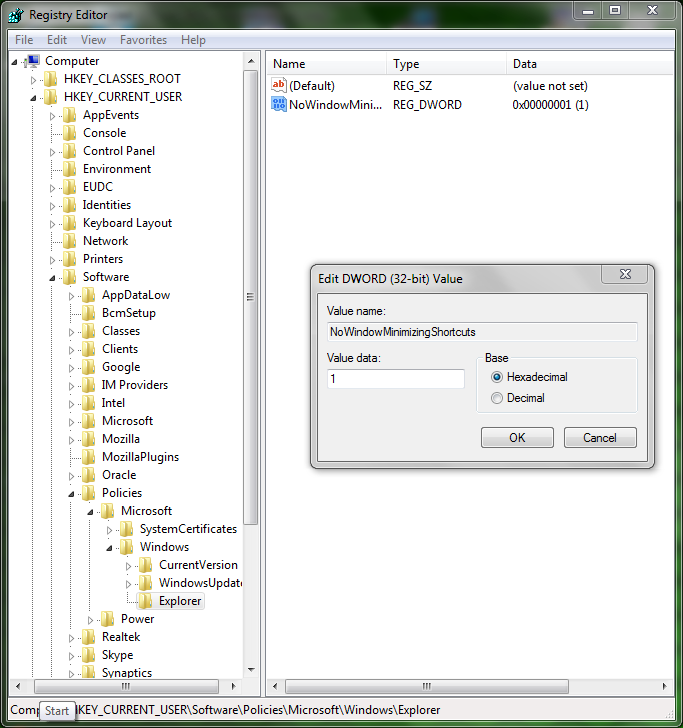 Registry Editor
File Edit View Favorites Help
Computer
HKEY_CLASSES_ROOT
HKEY_CURRENT_USER
AppEvents
Console
Control Panel
Environment
EUDC
Identities
Keyboard Layout
Network
Printers
Software
AppDataLow
BcmSetup
Classes
Clients
Google
IM Providers
Intel
Microsoft
Mozilla
MozillaPlugins
Oracle
Policies
Microsoft
SystemCertificates
Windows
CurrentVersion
WindowsUpdat
Explorer
Power
Realtek
Skype
Synaptics
Name Type Data
ab (Default) REG_SZ (value not set)
NoWindowMini... REG_DWORD 0x00000001 (1)
Edit DWORD (32-bit) Value
Value name:
NoWindowMinimizingShortcuts
Value data:
1
Base
Hexadecimal
Decimal
OK Cancel
Comp HKEY_CURRENT_USER\Software\Policies\Microsoft\Windows\Explorer
Start